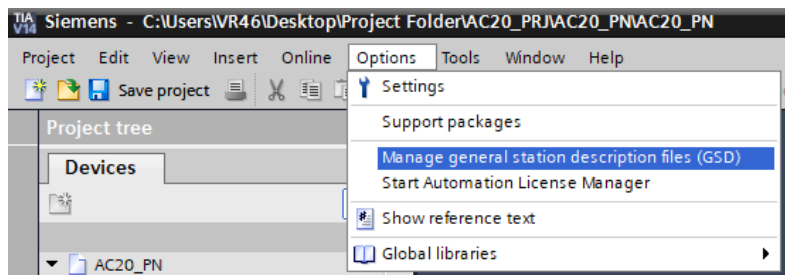 TIA V14 Siemens - C:\Users\VR46\Desktop\Project Folder\AC20_PRJ\AC20_PN\AC20_PN
Project Edit View Insert Online Options Tools Window Help
Save project
Settings
Project tree
Support packages
Devices
Manage general station description files (GSD)
Start Automation License Manager
Show reference text
Global libraries
AC20_PN